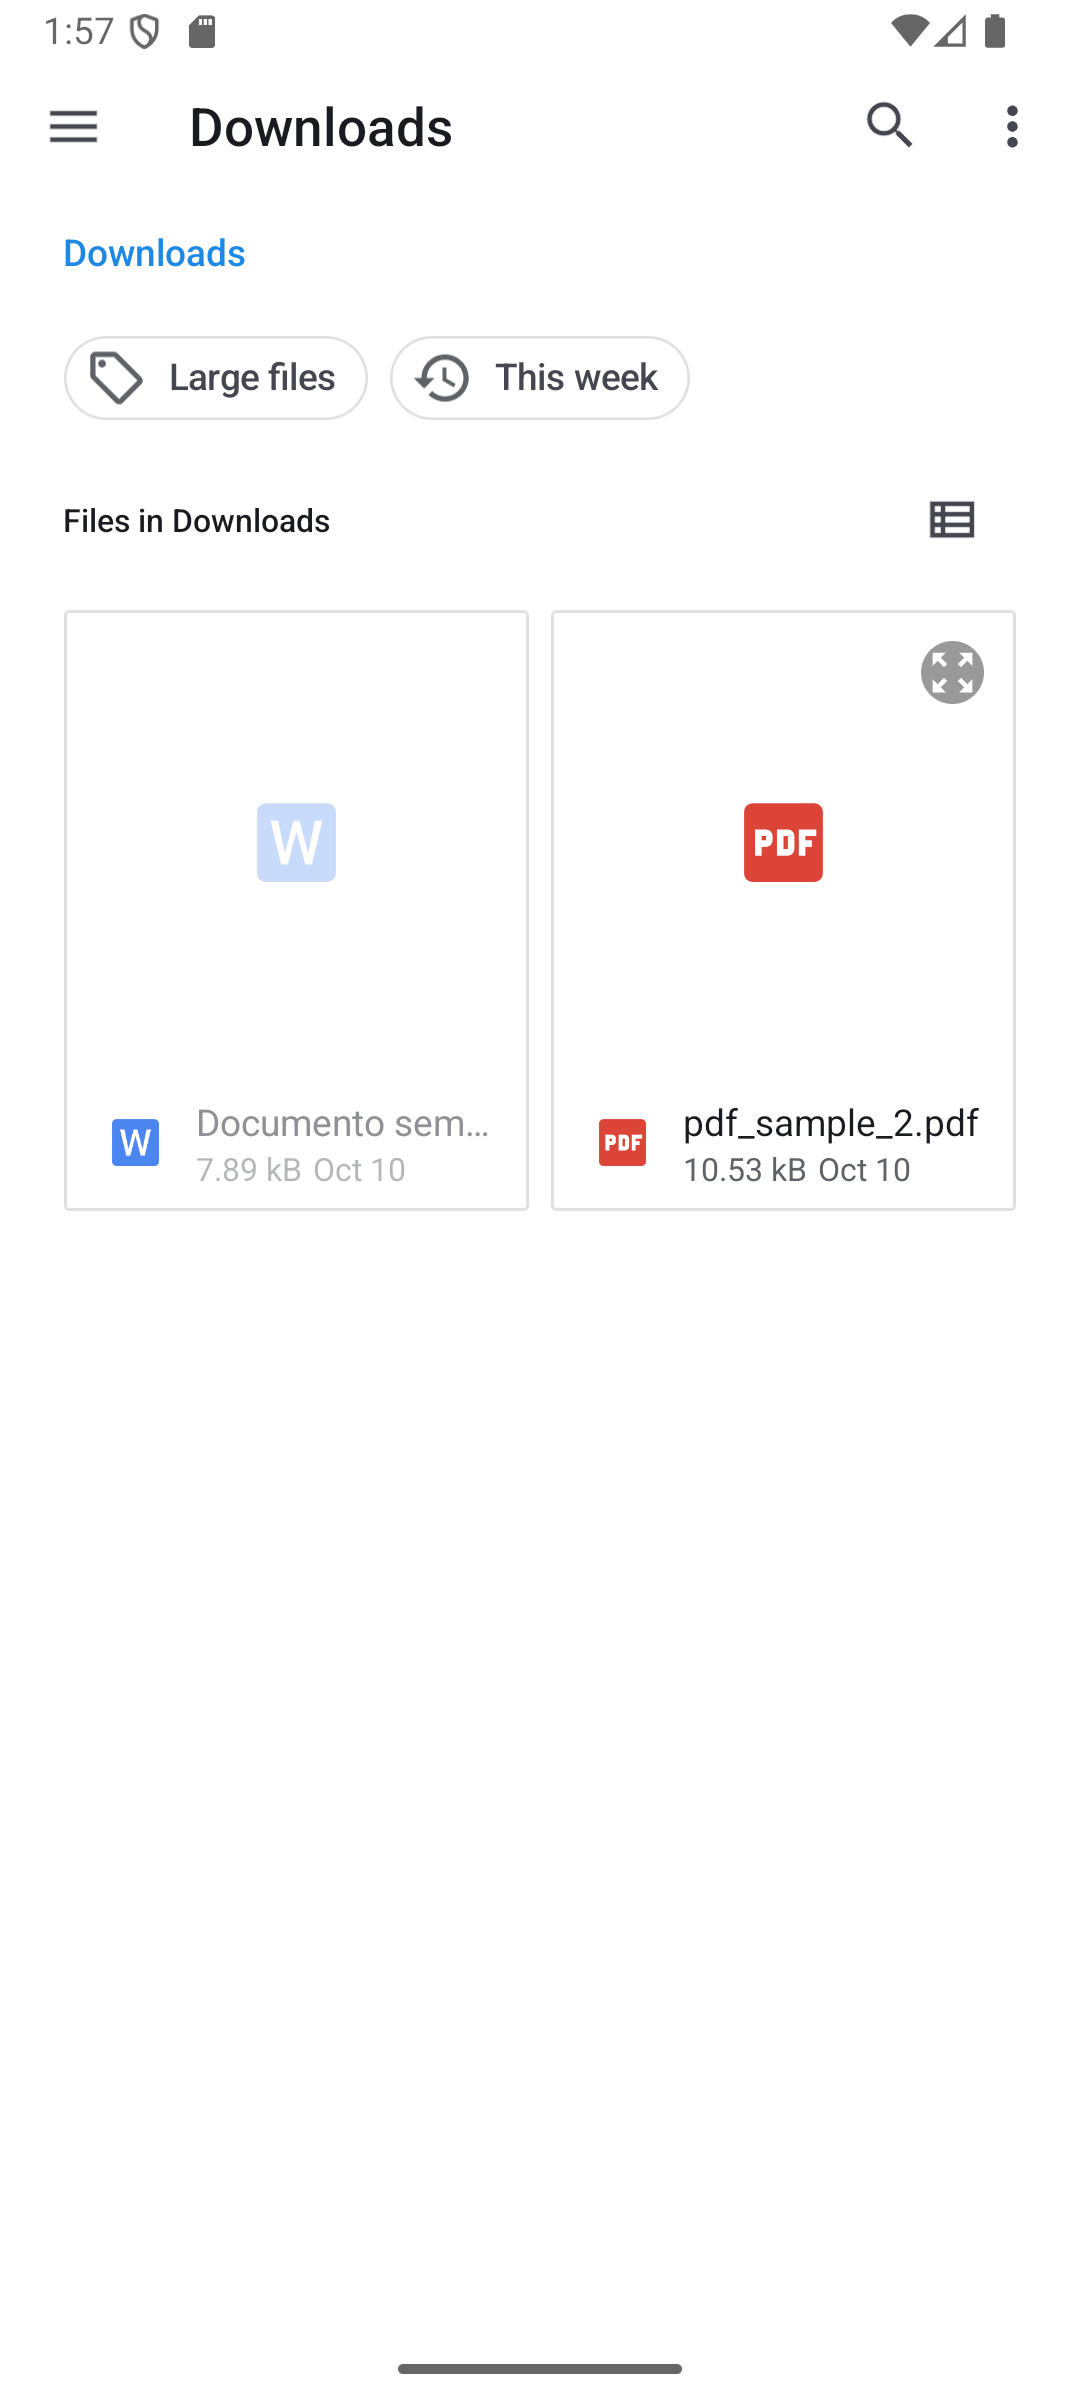 1:57
Downloads
Downloads
Large files
This week
Files in Downloads
W
PDF
W
Documento sem…
7.89 kB Oct 10
PDF
pdf_sample_2.pdf
10.53 kB Oct 10